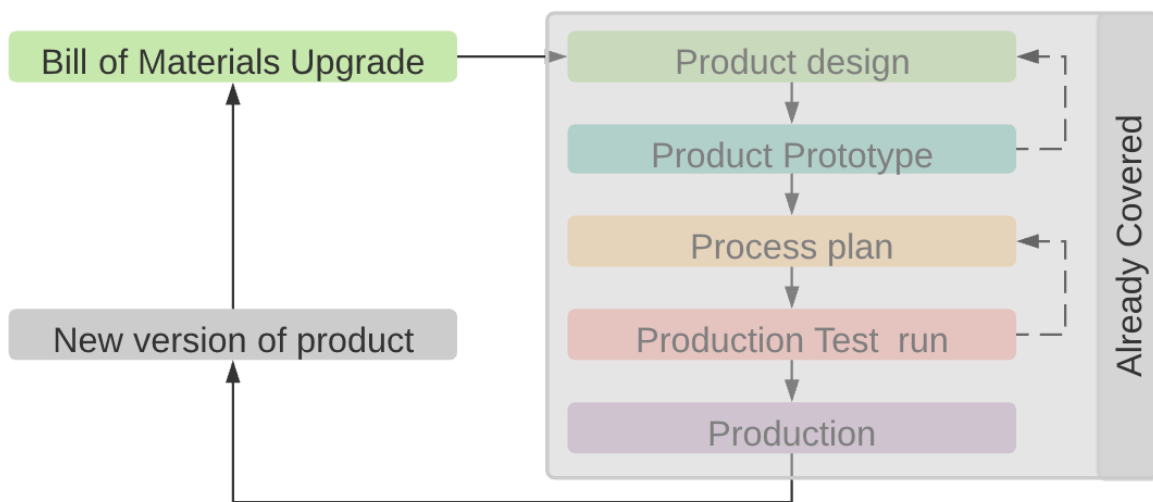 Bill of Materials Upgrade
Product design
Product Prototype
Process plan
New version of product
Production Test  run
Production
Already Covered